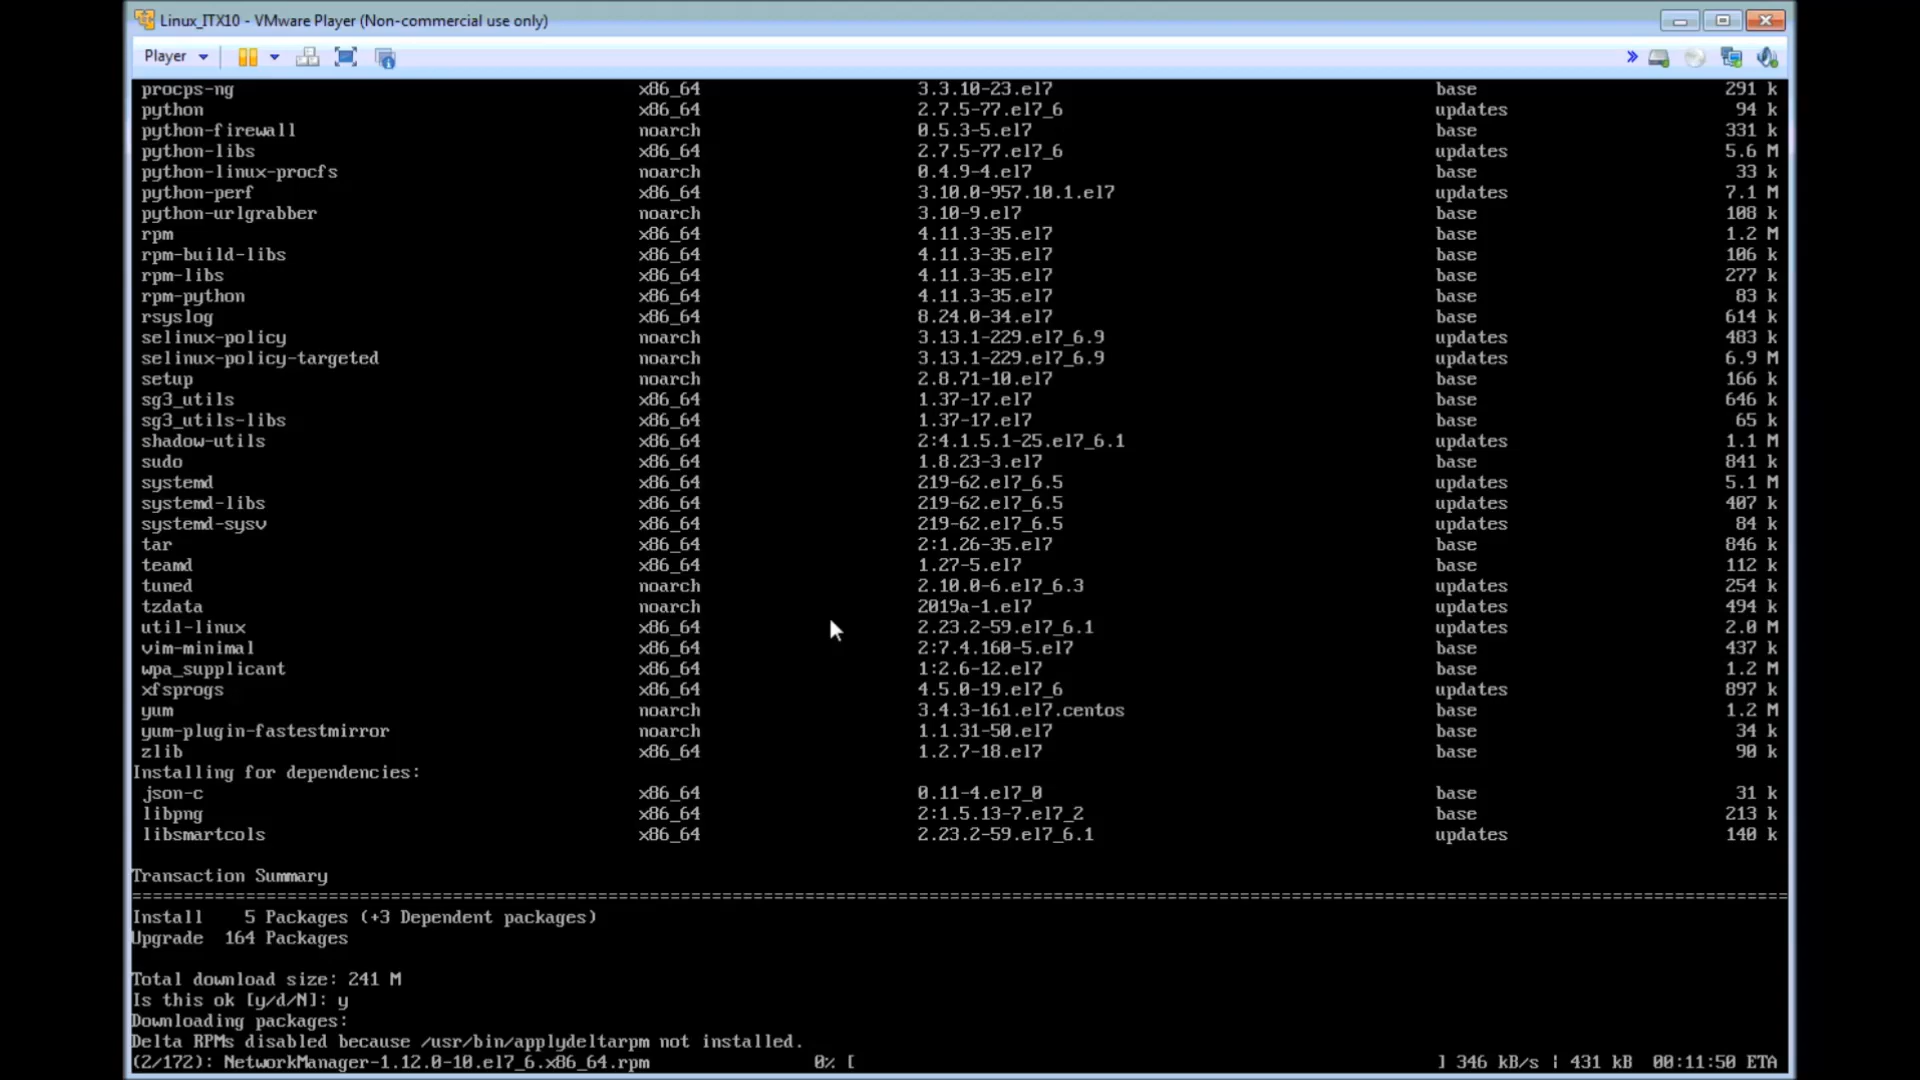 Linux_ITX10 - VMware Player (Non-commercial use only)
Player
procps-ng x86_64 3.3.10-23.el7 base 291 k
python x86_64 2.7.5-77.el7_6 updates 94 k
python-firewall noarch 0.5.3-5.el7 base 331 k
python-libs x86_64 2.7.5-77.el7_6 updates 5.6 M
python-linux-procfs noarch 0.4.9-4.el7 base 33 k
python-perf x86_64 3.10.0-957.10.1.el7 updates 7.1 M
python-urlgrabber noarch 3.10-9.el7 base 108 k
rpm x86_64 4.11.3-35.el7 base 1.2 M
rpm-build-libs x86_64 4.11.3-35.el7 base 106 k
rpm-libs x86_64 4.11.3-35.el7 base 277 k
rpm-python x86_64 4.11.3-35.el7 base 83 k
rsyslog x86_64 8.24.0-34.el7 base 614 k
selinux-policy noarch 3.13.1-229.el7_6.9 updates 483 k
selinux-policy-targeted noarch 3.13.1-229.el7_6.9 updates 6.9 M
setup noarch 2.8.71-10.el7 base 166 k
sg3_utils x86_64 1.37-17.el7 base 646 k
sg3_utils-libs x86_64 1.37-17.el7 base 65 k
shadow-utils x86_64 2:4.1.5.1-25.el7_6.1 updates 1.1 M
sudo x86_64 1.8.23-3.el7 base 841 k
systemd x86_64 219-62.el7_6.5 updates 5.1 M
systemd-libs x86_64 219-62.el7_6.5 updates 407 k
systemd-sysv x86_64 219-62.el7_6.5 updates 84 k
tar x86_64 2:1.26-35.el7 base 846 k
teamd x86_64 1.27-5.el7 base 112 k
tuned noarch 2.10.0-6.el7_6.3 updates 254 k
tzdata noarch 2019a-1.el7 updates 494 k
util-linux x86_64 2.23.2-59.el7_6.1 updates 2.0 M
vim-minimal x86_64 2:7.4.160-5.el7 base 437 k
wpa_supplicant x86_64 1:2.6-12.el7 base 1.2 M
xfsprogs x86_64 4.5.0-19.el7_6 updates 897 k
yum noarch 3.4.3-161.el7.centos base 1.2 M
yum-plugin-fastestmirror noarch 1.1.31-50.el7 base 34 k
zlib x86_64 1.2.7-18.el7 base 90 k
Installing for dependencies:
json-c x86_64 0.11-4.el7_0 base 31 k
libpng x86_64 2:1.5.13-7.el7_2 base 213 k
libsmartcols x86_64 2.23.2-59.el7_6.1 updates 140 k
Transaction Summary
================================================================================
Install 5 Packages (+3 Dependent packages)
Upgrade 164 Packages
Total download size: 241 M
Is this ok [y/d/N]: y
Downloading packages:
Delta RPMs disabled because /usr/bin/applydeltarpm not installed.
(2/172): NetworkManager-1.12.0-10.el7_6.x86_64.rpm 0% [ ] 346 kB/s | 431 kB 00:11:50 ETA